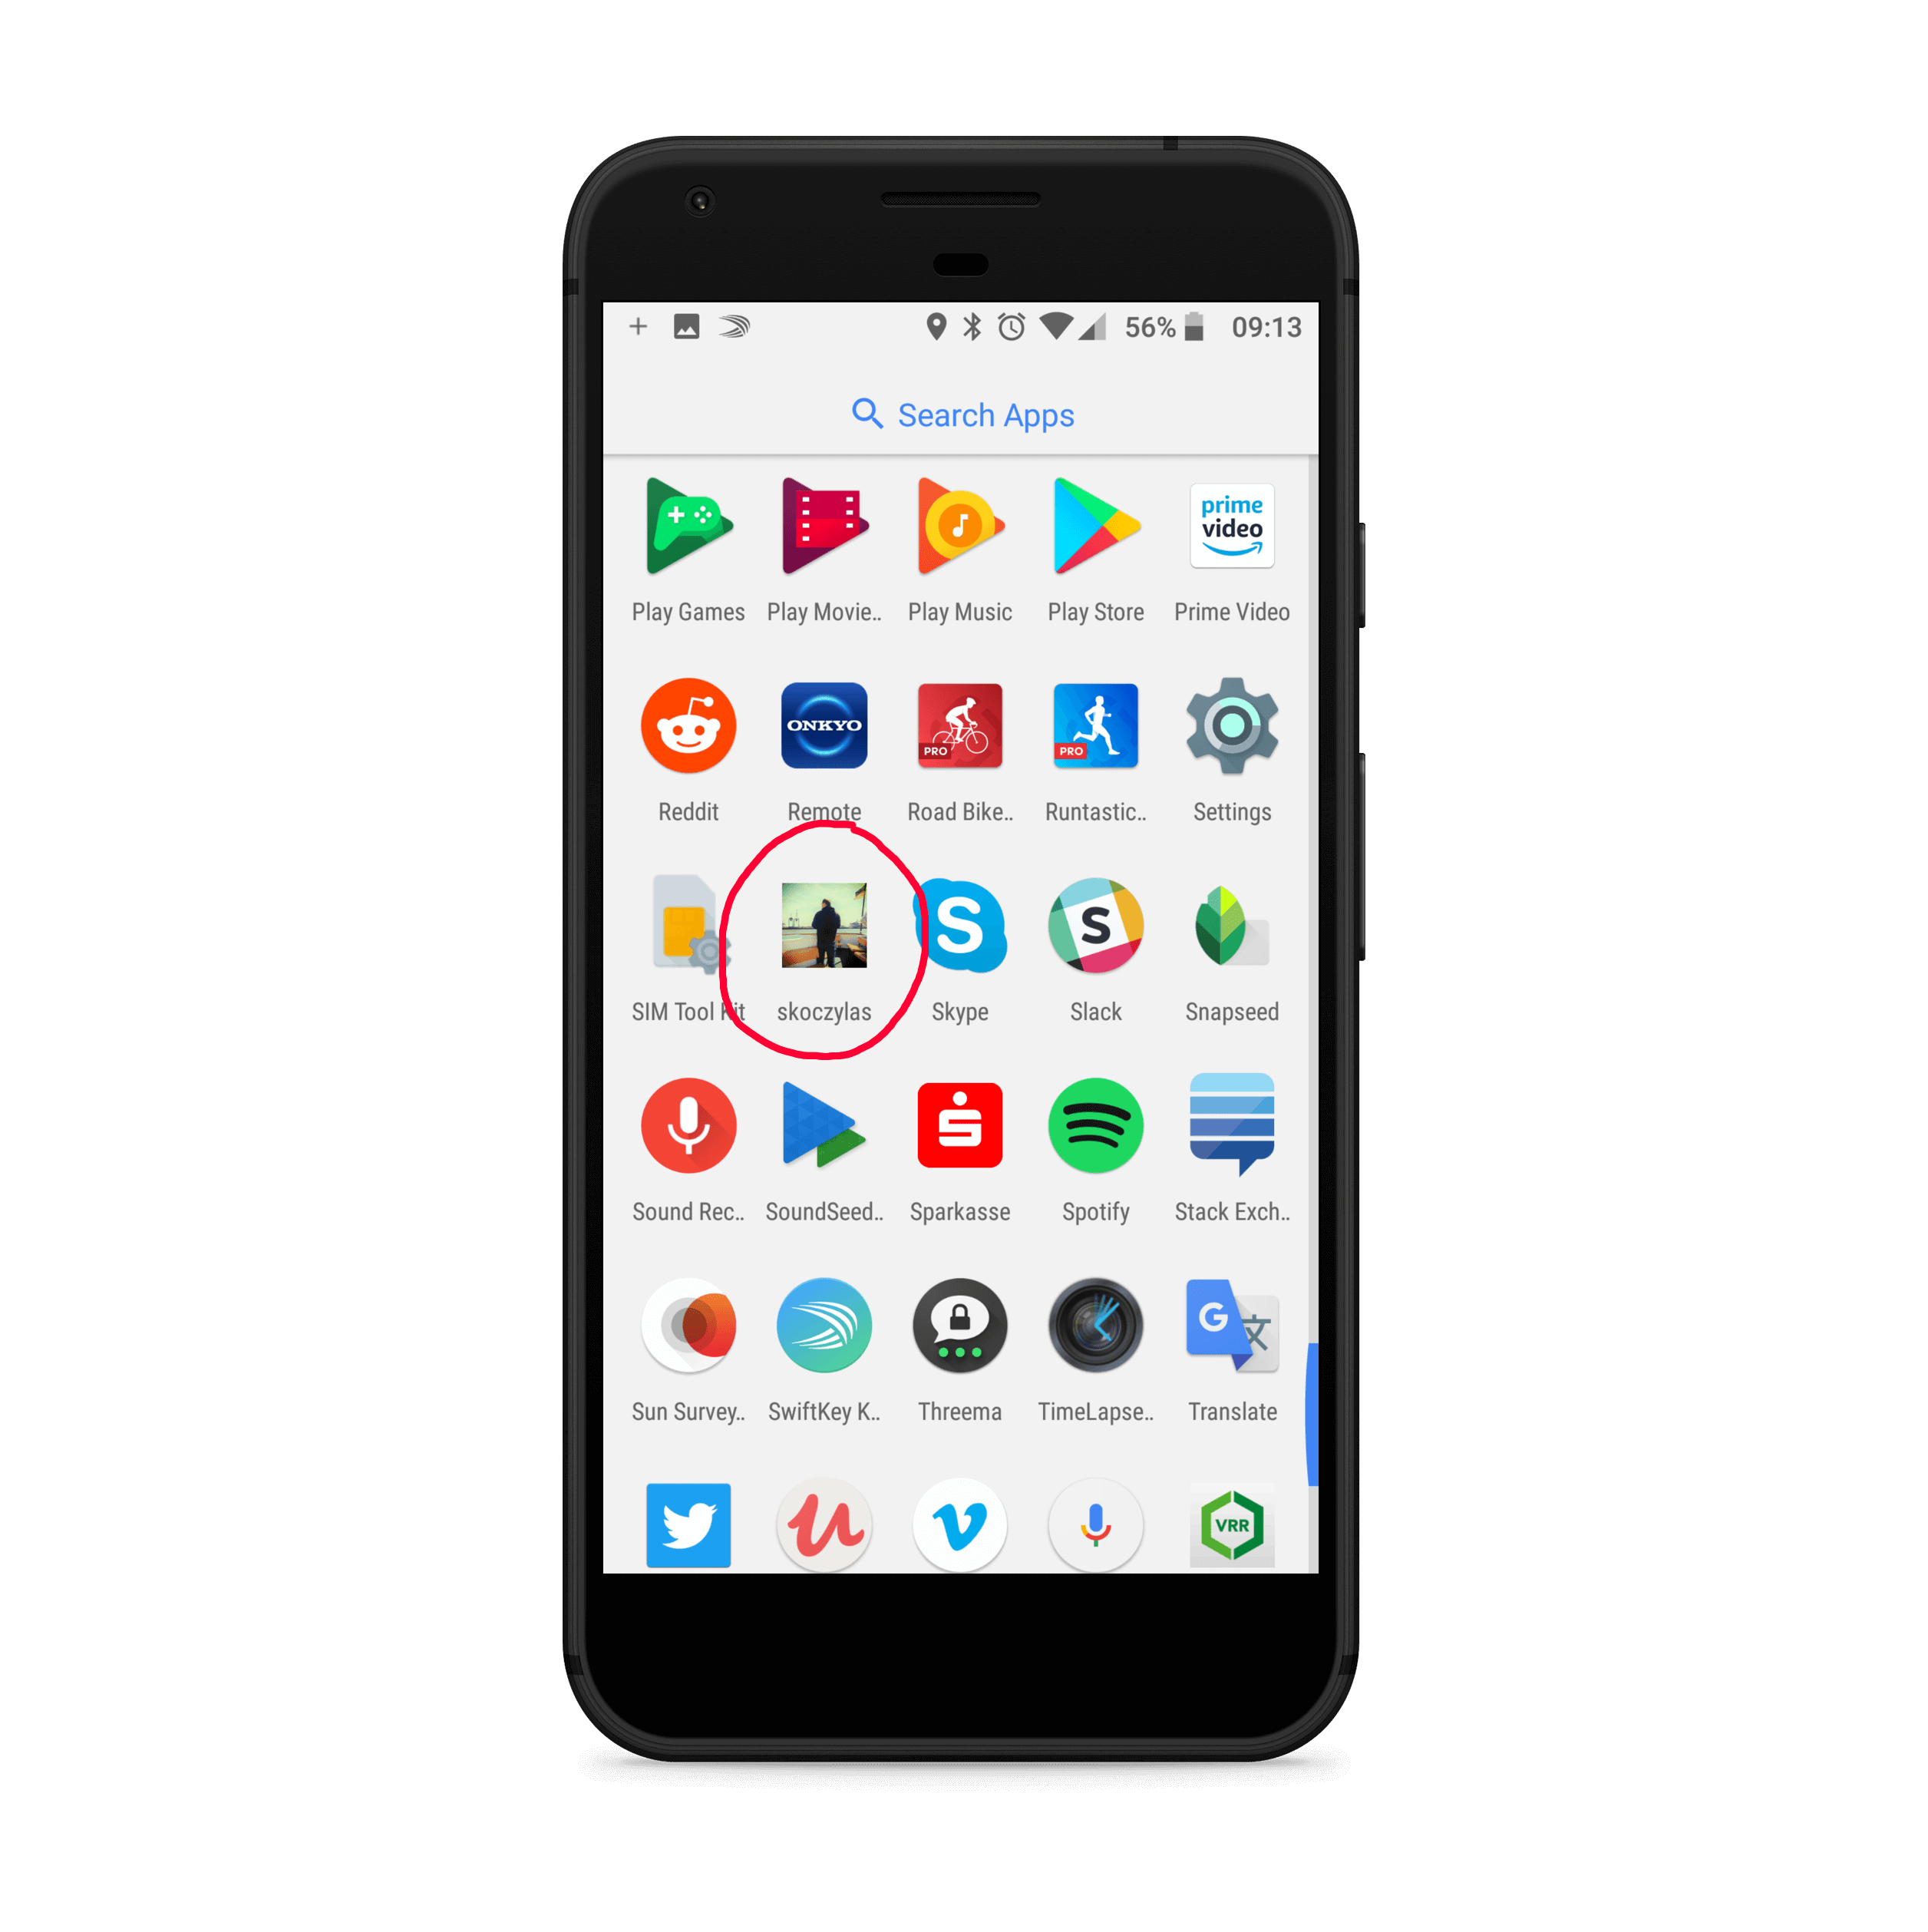 56% 09:13
Search Apps
prime video
Play Games Play Movie.. Play Music Play Store Prime Video
ONKYO PRO PRO
Reddit Remote Road Bike.. Runtastic.. Settings
S S
SIM Tool Kit skoczylas Skype Slack Snapseed
Sound Rec.. SoundSeed.. Sparkasse Spotify Stack Exch..
G 文
Sun Survey.. SwiftKey K.. Threema TimeLapse.. Translate
VRR